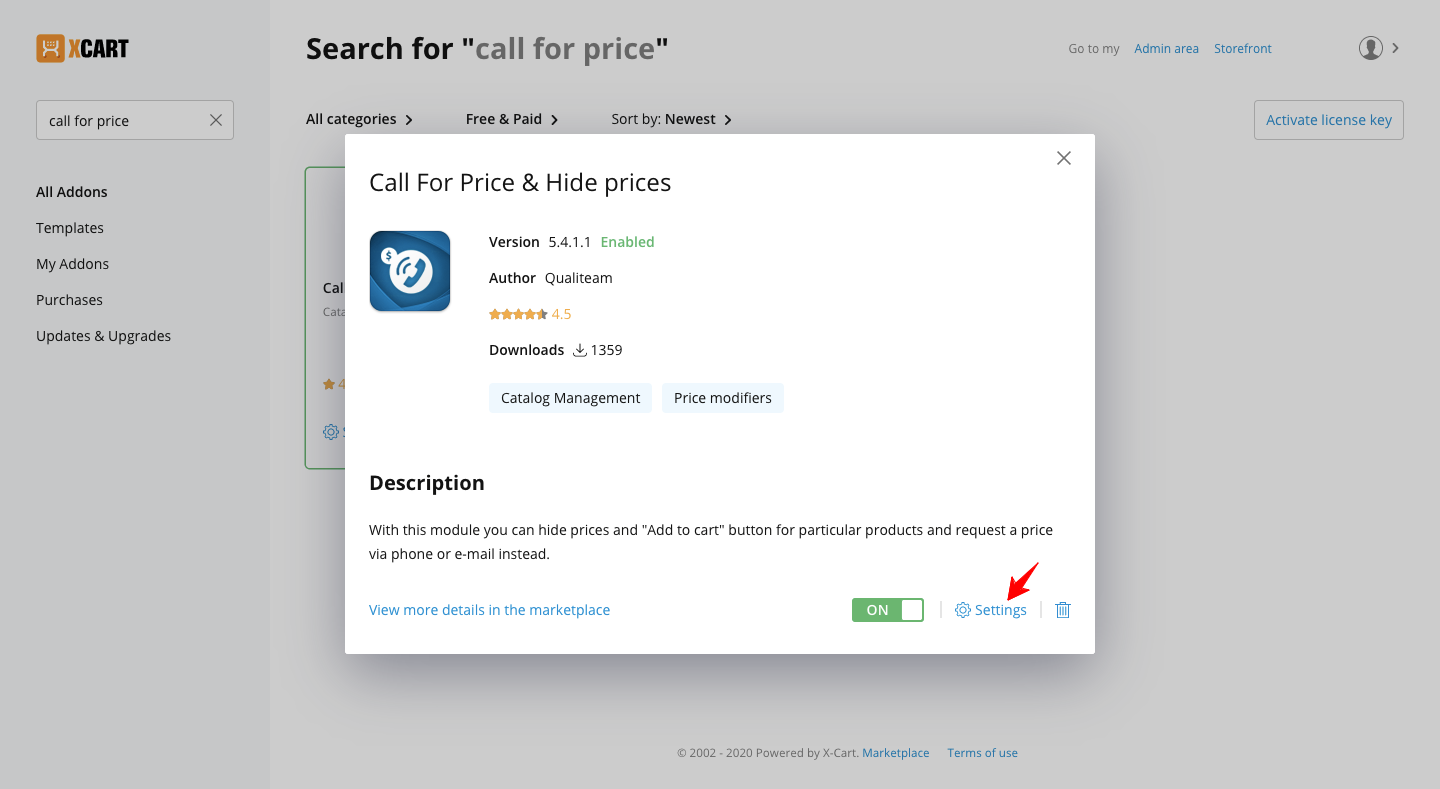 XCART
Search for "call for price"
Go to my Admin area Storefront
call for price
All categories Free & Paid Sort by: Newest
Activate license key
All Addons
Templates
My Addons
Purchases
Updates & Upgrades
Call For Price & Hide prices
Version 5.4.1.1 Enabled
Author Qualiteam
4.5
Downloads 1359
Catalog Management Price modifiers
Description
With this module you can hide prices and "Add to cart" button for particular products and request a price
via phone or e-mail instead.
View more details in the marketplace ON Settings
© 2002 - 2020 Powered by X-Cart. Marketplace Terms of use